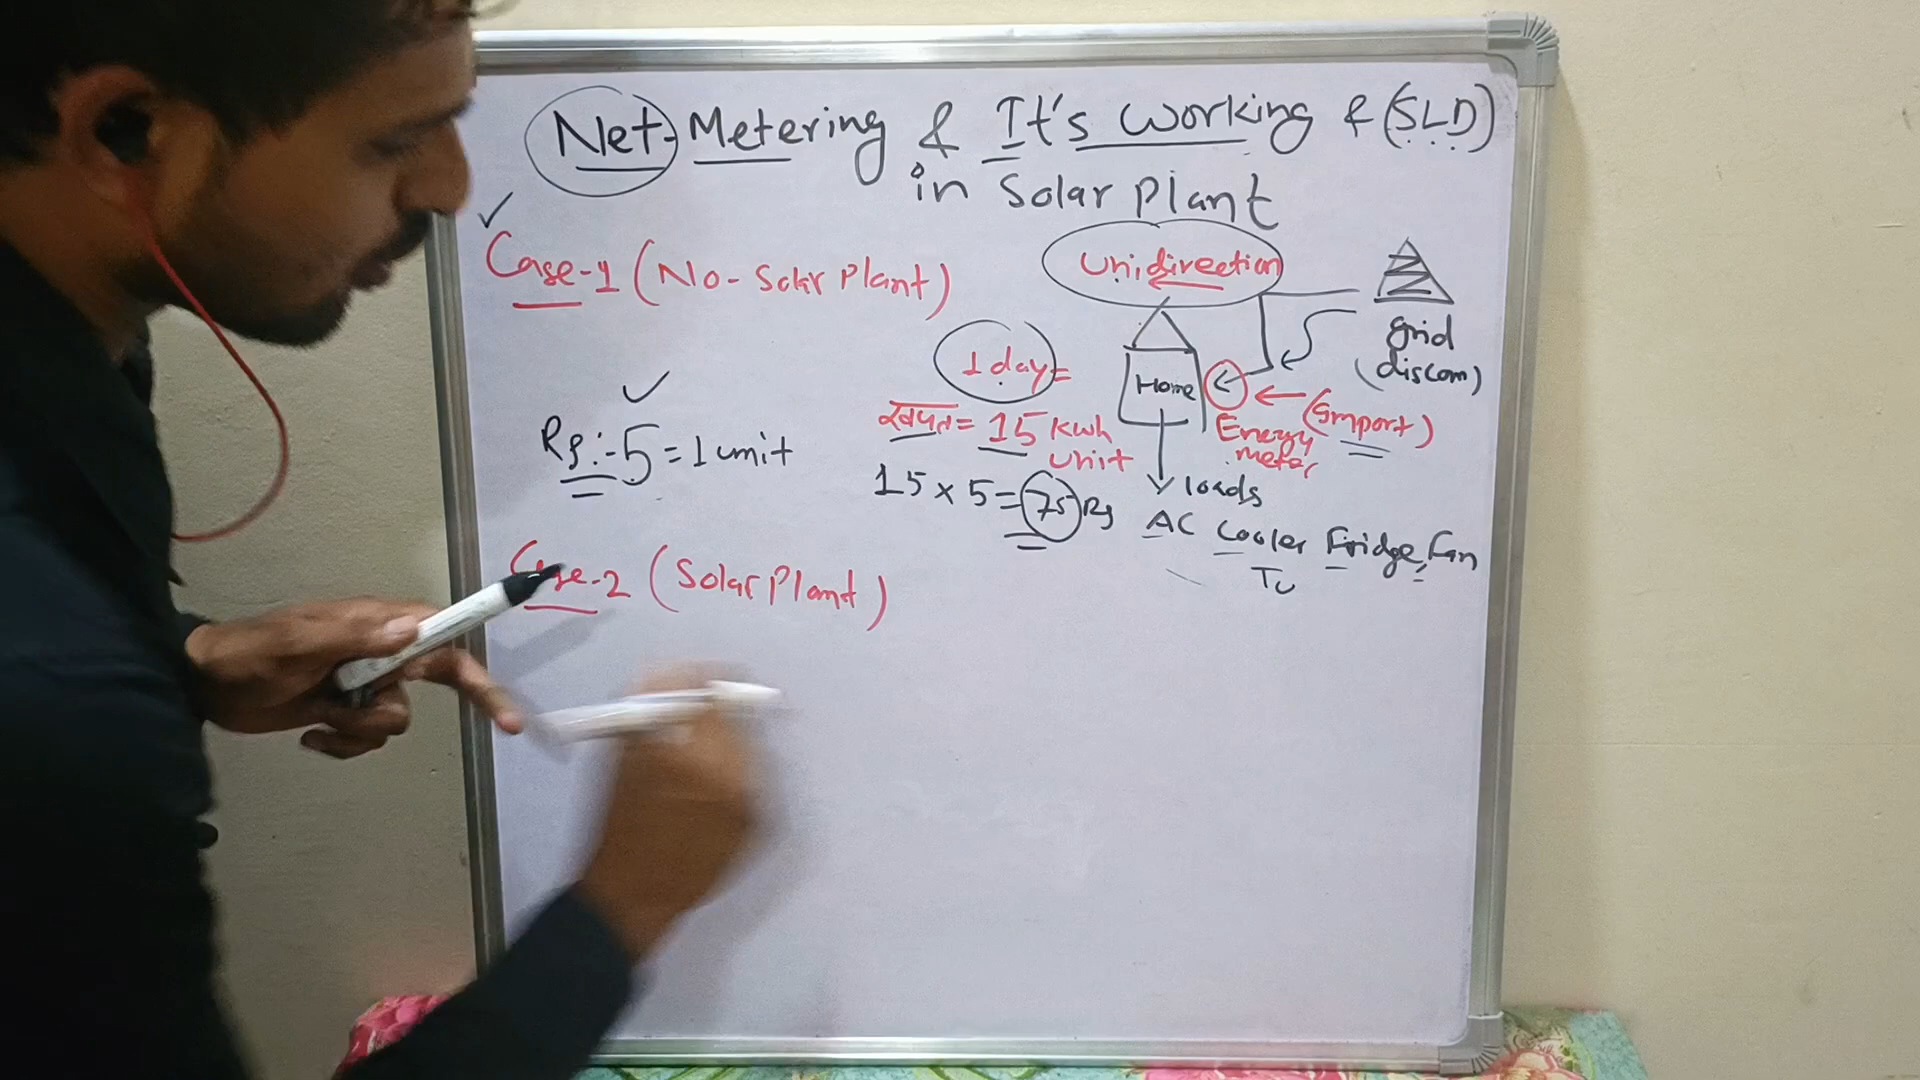 Net-Metering & It's Working & (SLD)
in Solar Plant
Case-1 (No-Solar Plant)
Unidirection
grid
(discom)
1 day=
Home
(Import)
खपत = 15 kwh
Unit
Energy
meter
Rs:-5 = 1 unit
15 × 5 = 75 Rs
loads
AC Cooler Fridge, Fan
Tv
Case-2 (Solar Plant)